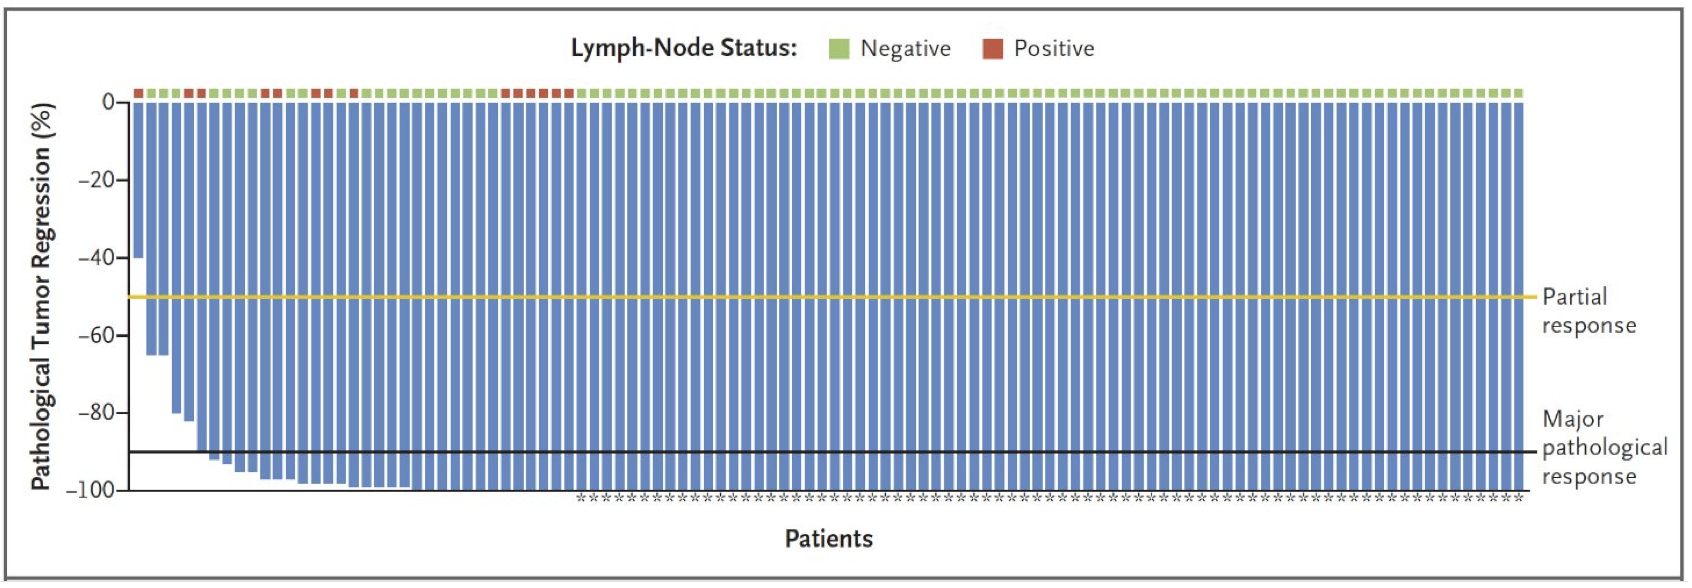 Lymph-Node Status: Negative Positive
Pathological Tumor Regression (%)
0
–20
–40
–60
–80
–100
Partial
response
Major
pathological
response
☆☆☆☆☆☆☆☆☆☆☆☆☆☆☆☆☆☆☆☆☆☆☆☆☆☆☆☆☆☆☆☆☆☆☆☆☆☆☆☆☆☆☆☆☆☆☆☆☆☆☆☆☆☆☆☆☆☆☆☆☆☆☆☆☆☆☆☆☆☆☆☆☆☆☆
Patients